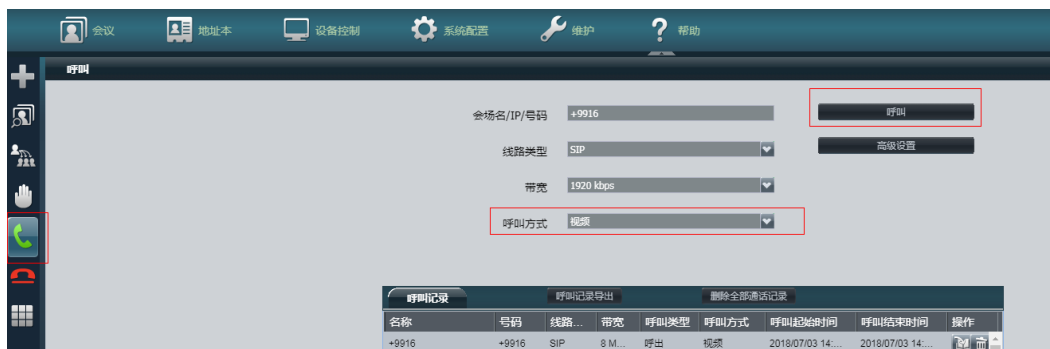 会议 地址本 设备控制 系统配置 维护 ? 帮助
呼叫
会场名/IP/号码 +9916 呼叫
线路类型 SIP 高级设置
带宽 1920 kbps
呼叫方式 视频
呼叫记录 呼叫记录导出 删除全部通话记录
名称 号码 线路... 带宽 呼叫类型 呼叫方式 呼叫起始时间 呼叫结束时间 操作
+9916 +9916 SIP 8 M... 呼出 视频 2018/07/03 14:... 2018/07/03 14:...